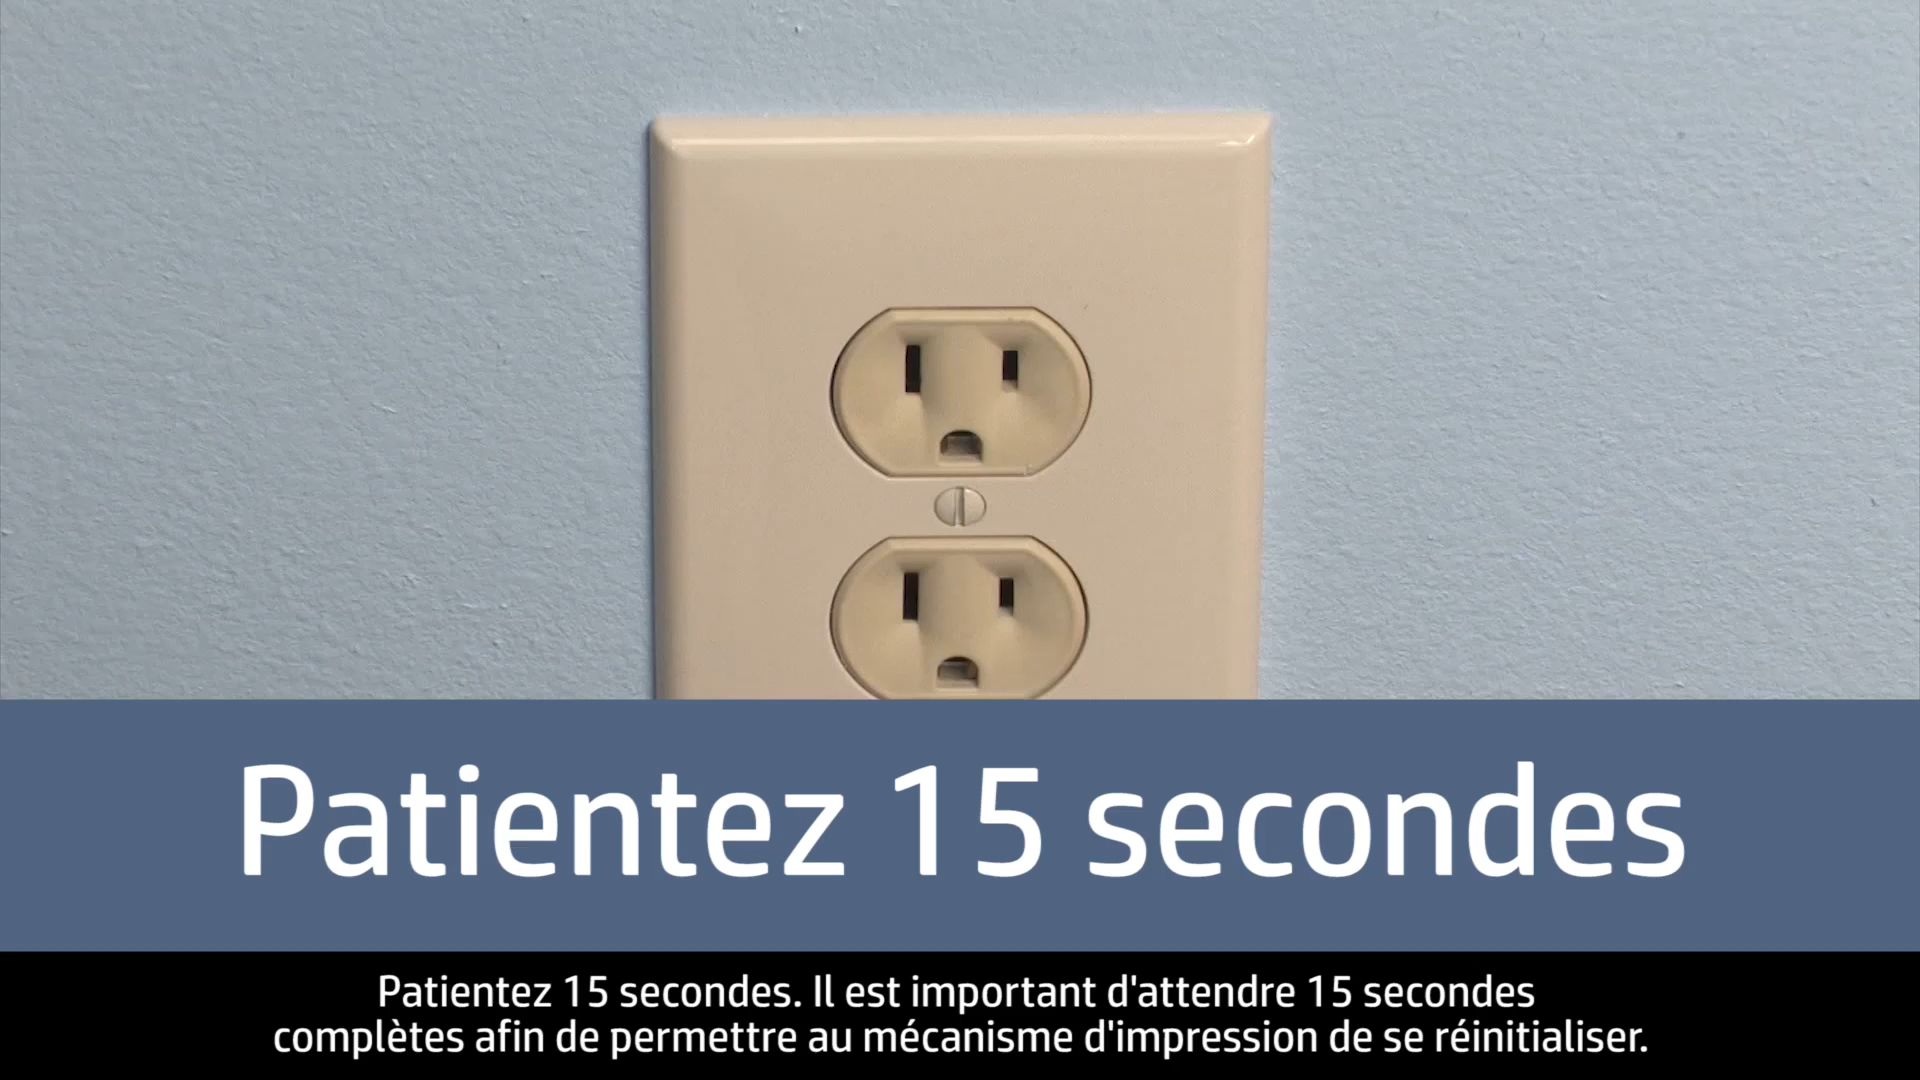 Patientez 15 secondes
Patientez 15 secondes. Il est important d'attendre 15 secondes
complètes afin de permettre au mécanisme d'impression de se réinitialiser.